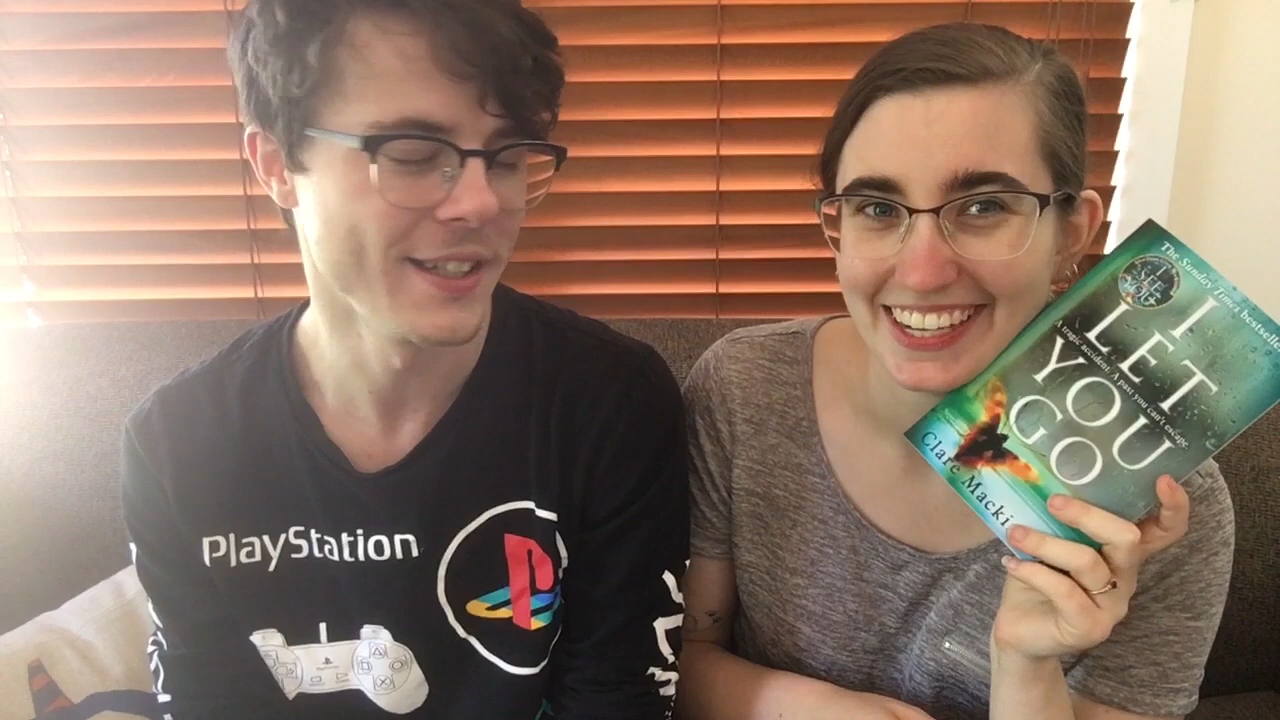 PlayStation
The Sunday Times bestselle
I SEE YOU
I
LET
YOU
GO
A tragic accident. A past you can't escape.
Clare Macki